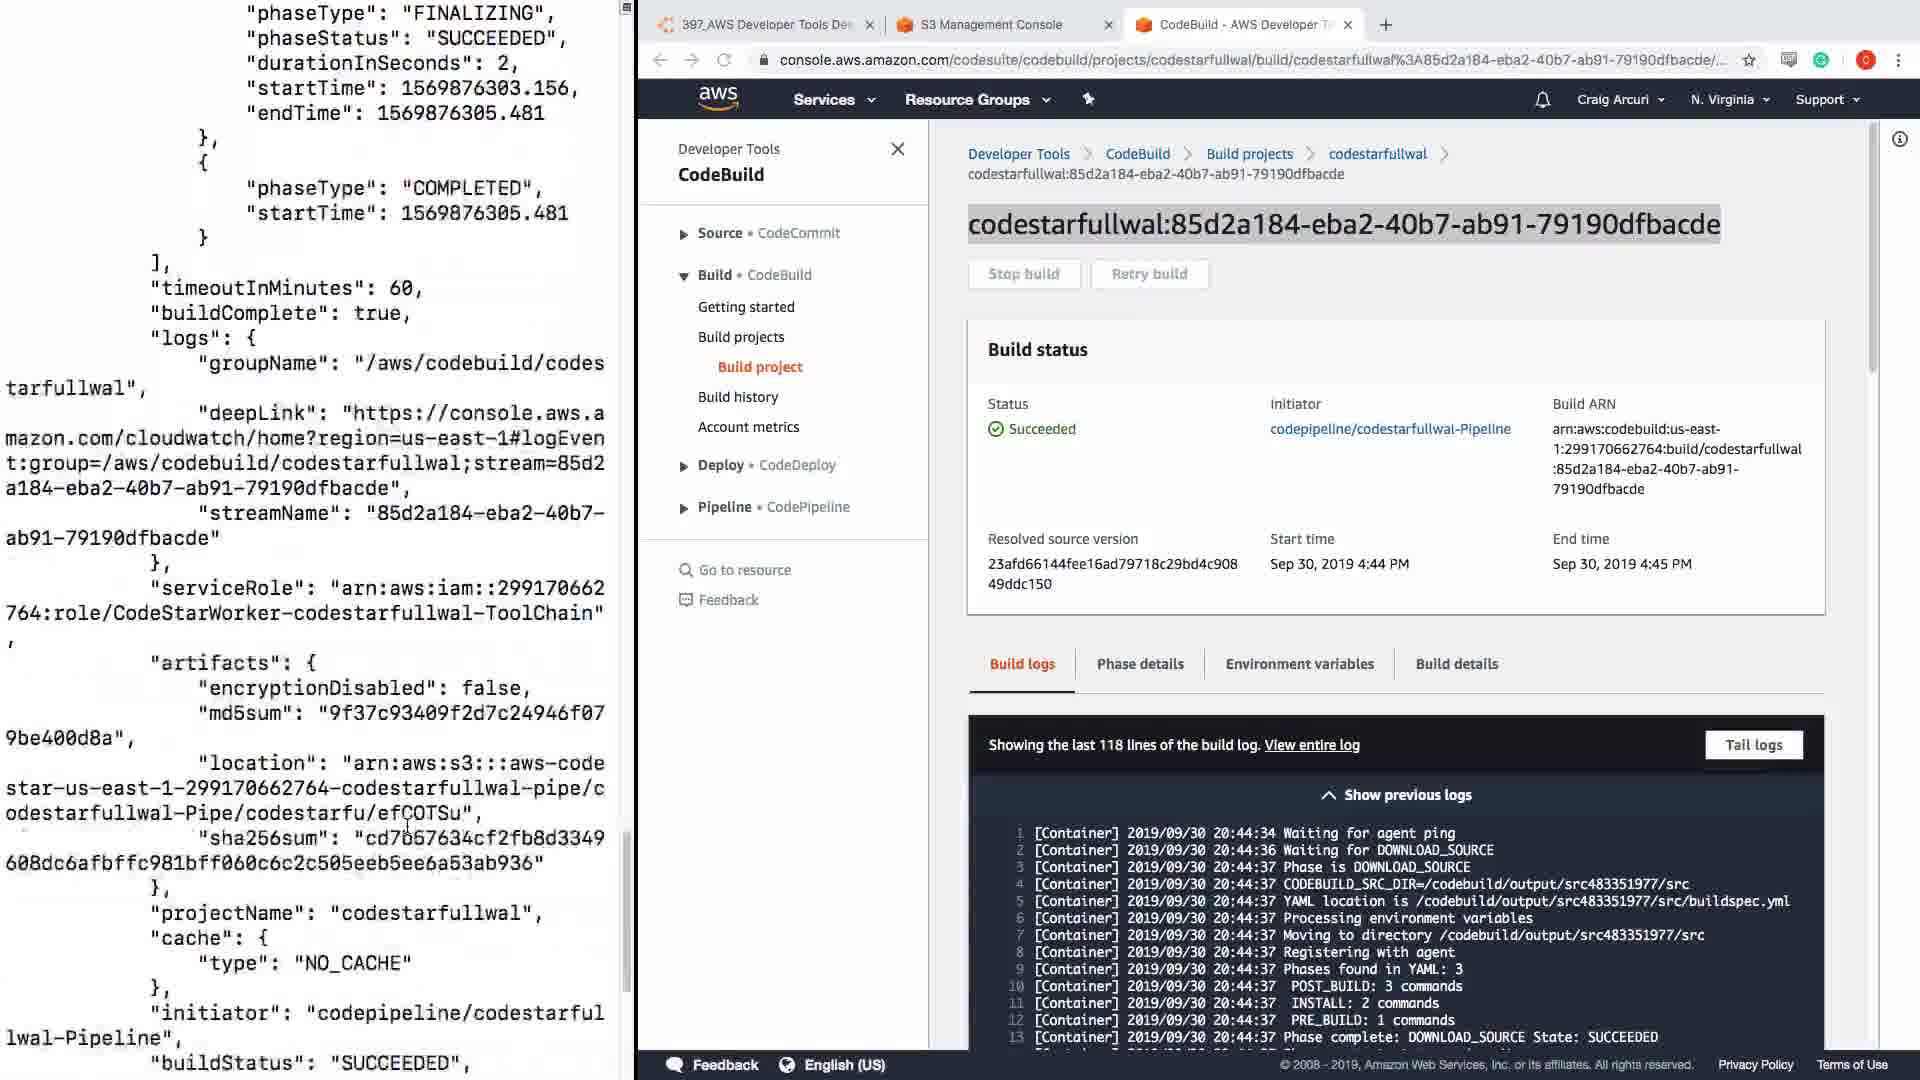 "phaseType": "FINALIZING",
"phaseStatus": "SUCCEEDED",
"durationInSeconds": 2,
"startTime": 1569876303.156,
"endTime": 1569876305.481
},
{
"phaseType": "COMPLETED",
"startTime": 1569876305.481
}
],
"timeoutInMinutes": 60,
"buildComplete": true,
"logs": {
"groupName": "/aws/codebuild/codes
tarfullwal",
"deepLink": "https://console.aws.a
mazon.com/cloudwatch/home?region=us-east-1#logEven
t:group=/aws/codebuild/codestarfullwal;stream=85d2
a184-eba2-40b7-ab91-79190dfbacde",
"streamName": "85d2a184-eba2-40b7-
ab91-79190dfbacde"
},
"serviceRole": "arn:aws:iam::299170662
764:role/CodeStarWorker-codestarfullwal-ToolChain"
,
"artifacts": {
"encryptionDisabled": false,
"md5sum": "9f37c93409f2d7c24946f07
9be400d8a",
"location": "arn:aws:s3:::aws-code
star-us-east-1-299170662764-codestarfullwal-pipe/c
odestarfullwal-Pipe/codestarfu/efCOTSu",
"sha256sum": "cd7b57634cf2fb8d3349
608dc6afbffc981bff060c6c2c505eeb5ee6a53ab936"
},
"projectName": "codestarfullwal",
"cache": {
"type": "NO_CACHE"
},
"initiator": "codepipeline/codestarful
lwal-Pipeline",
"buildStatus": "SUCCEEDED",
397_AWS Developer Tools De
S3 Management Console
CodeBuild - AWS Developer T
console.aws.amazon.com/codesuite/codebuild/projects/codestarfullwal/build/codestarfullwal%3A85d2a184-eba2-40b7-ab91-79190dfbacde/...
aws
Services
Resource Groups
Craig Arcuri
N. Virginia
Support
Developer Tools
CodeBuild
Source • CodeCommit
Build • CodeBuild
Getting started
Build projects
Build project
Build history
Account metrics
Deploy • CodeDeploy
Pipeline • CodePipeline
Go to resource
Feedback
Developer Tools > CodeBuild > Build projects > codestarfullwal >
codestarfullwal:85d2a184-eba2-40b7-ab91-79190dfbacde
codestarfullwal:85d2a184-eba2-40b7-ab91-79190dfbacde
Stop build
Retry build
Build status
Status
Succeeded
Initiator
codepipeline/codestarfullwal-Pipeline
Build ARN
arn:aws:codebuild:us-east-
1:299170662764:build/codestarfullwal
:85d2a184-eba2-40b7-ab91-
79190dfbacde
Resolved source version
23afd66144fee16ad79718c29bd4c908
49ddc150
Start time
Sep 30, 2019 4:44 PM
End time
Sep 30, 2019 4:45 PM
Build logs
Phase details
Environment variables
Build details
Showing the last 118 lines of the build log. View entire log
Tail logs
Show previous logs
1 [Container] 2019/09/30 20:44:34 Waiting for agent ping
2 [Container] 2019/09/30 20:44:36 Waiting for DOWNLOAD_SOURCE
3 [Container] 2019/09/30 20:44:37 Phase is DOWNLOAD_SOURCE
4 [Container] 2019/09/30 20:44:37 CODEBUILD_SRC_DIR=/codebuild/output/src483351977/src
5 [Container] 2019/09/30 20:44:37 YAML location is /codebuild/output/src483351977/src/buildspec.yml
6 [Container] 2019/09/30 20:44:37 Processing environment variables
7 [Container] 2019/09/30 20:44:37 Moving to directory /codebuild/output/src483351977/src
8 [Container] 2019/09/30 20:44:37 Registering with agent
9 [Container] 2019/09/30 20:44:37 Phases found in YAML: 3
10 [Container] 2019/09/30 20:44:37 POST_BUILD: 3 commands
11 [Container] 2019/09/30 20:44:37 INSTALL: 2 commands
12 [Container] 2019/09/30 20:44:37 PRE_BUILD: 1 commands
13 [Container] 2019/09/30 20:44:37 Phase complete: DOWNLOAD_SOURCE State: SUCCEEDED
Feedback
English (US)
© 2008 - 2019, Amazon Web Services, Inc. or its affiliates. All rights reserved.
Privacy Policy
Terms of Use